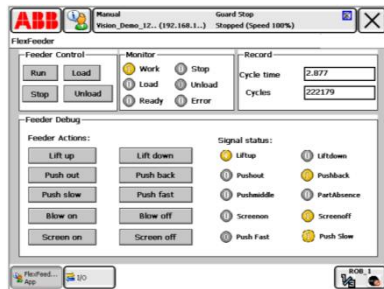 ABB
Manual
Guard Stop
Vision_Demo_12.. (192.168.1..)
Stopped (Speed 100%)
FlexFeeder
Feeder Control
Run
Load
Stop
Unload
Monitor
Work
Stop
Load
Unload
Ready
Error
Record
Cycle time
2.877
Cycles
222179
Feeder Debug
Feeder Actions:
Lift up
Lift down
Push out
Push back
Push slow
Push fast
Blow on
Blow off
Screen on
Screen off
Signal status:
Liftup
Liftdown
Pushout
Pushback
Pushmiddle
PartAbsence
Screenon
Screenoff
Push Fast
Push Slow
FlexFeed...
App
I/O
ROB_1